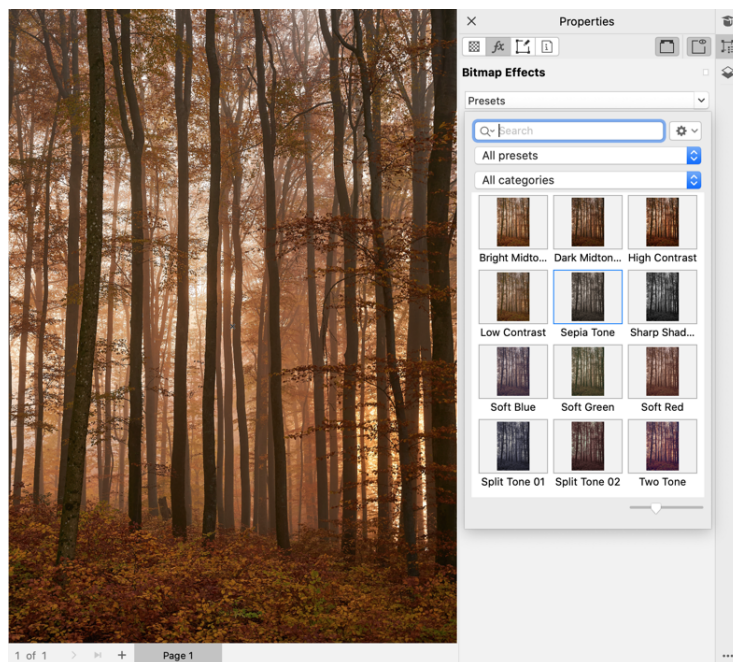 Properties
Bitmap Effects
Presets
Search
All presets
All categories
Bright Midto... Dark Midton... High Contrast
Low Contrast Sepia Tone Sharp Shad...
Soft Blue Soft Green Soft Red
Split Tone 01 Split Tone 02 Two Tone
1 of 1 Page 1